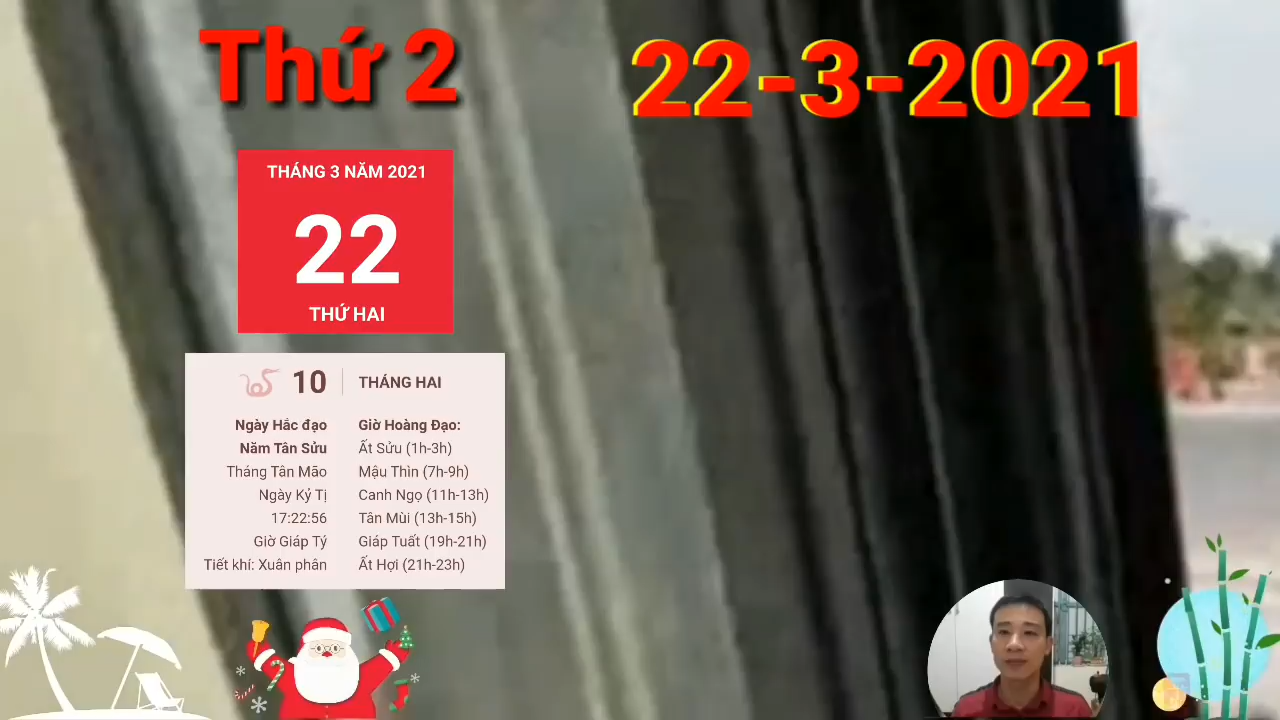 Thứ 2
22-3-2021
THÁNG 3 NĂM 2021
22
THỨ HAI
10
THÁNG HAI
Ngày Hắc đạo
Năm Tân Sửu
Tháng Tân Mão
Ngày Kỷ Tị
17:22:56
Giờ Giáp Tý
Tiết khí: Xuân phân
Giờ Hoàng Đạo:
Ất Sửu (1h-3h)
Mậu Thìn (7h-9h)
Canh Ngọ (11h-13h)
Tân Mùi (13h-15h)
Giáp Tuất (19h-21h)
Ất Hợi (21h-23h)